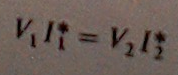 V₁I₁* = V₂I₂*